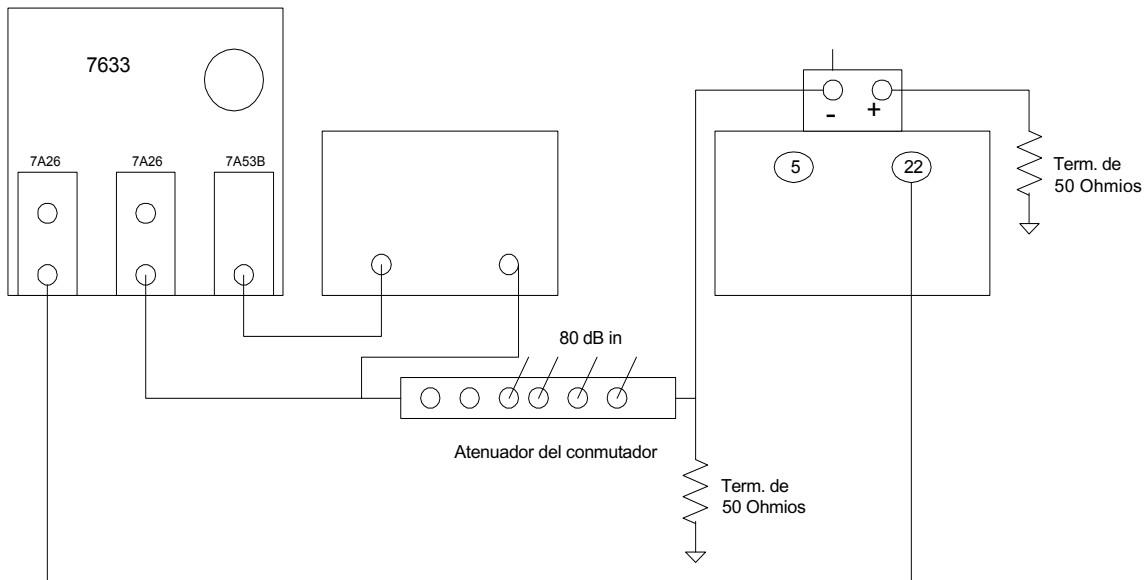 7633
7A26
7A26
7A53B
- +
5
22
Term. de
50 Ohmios
80 dB in
Atenuador del conmutador
Term. de
50 Ohmios